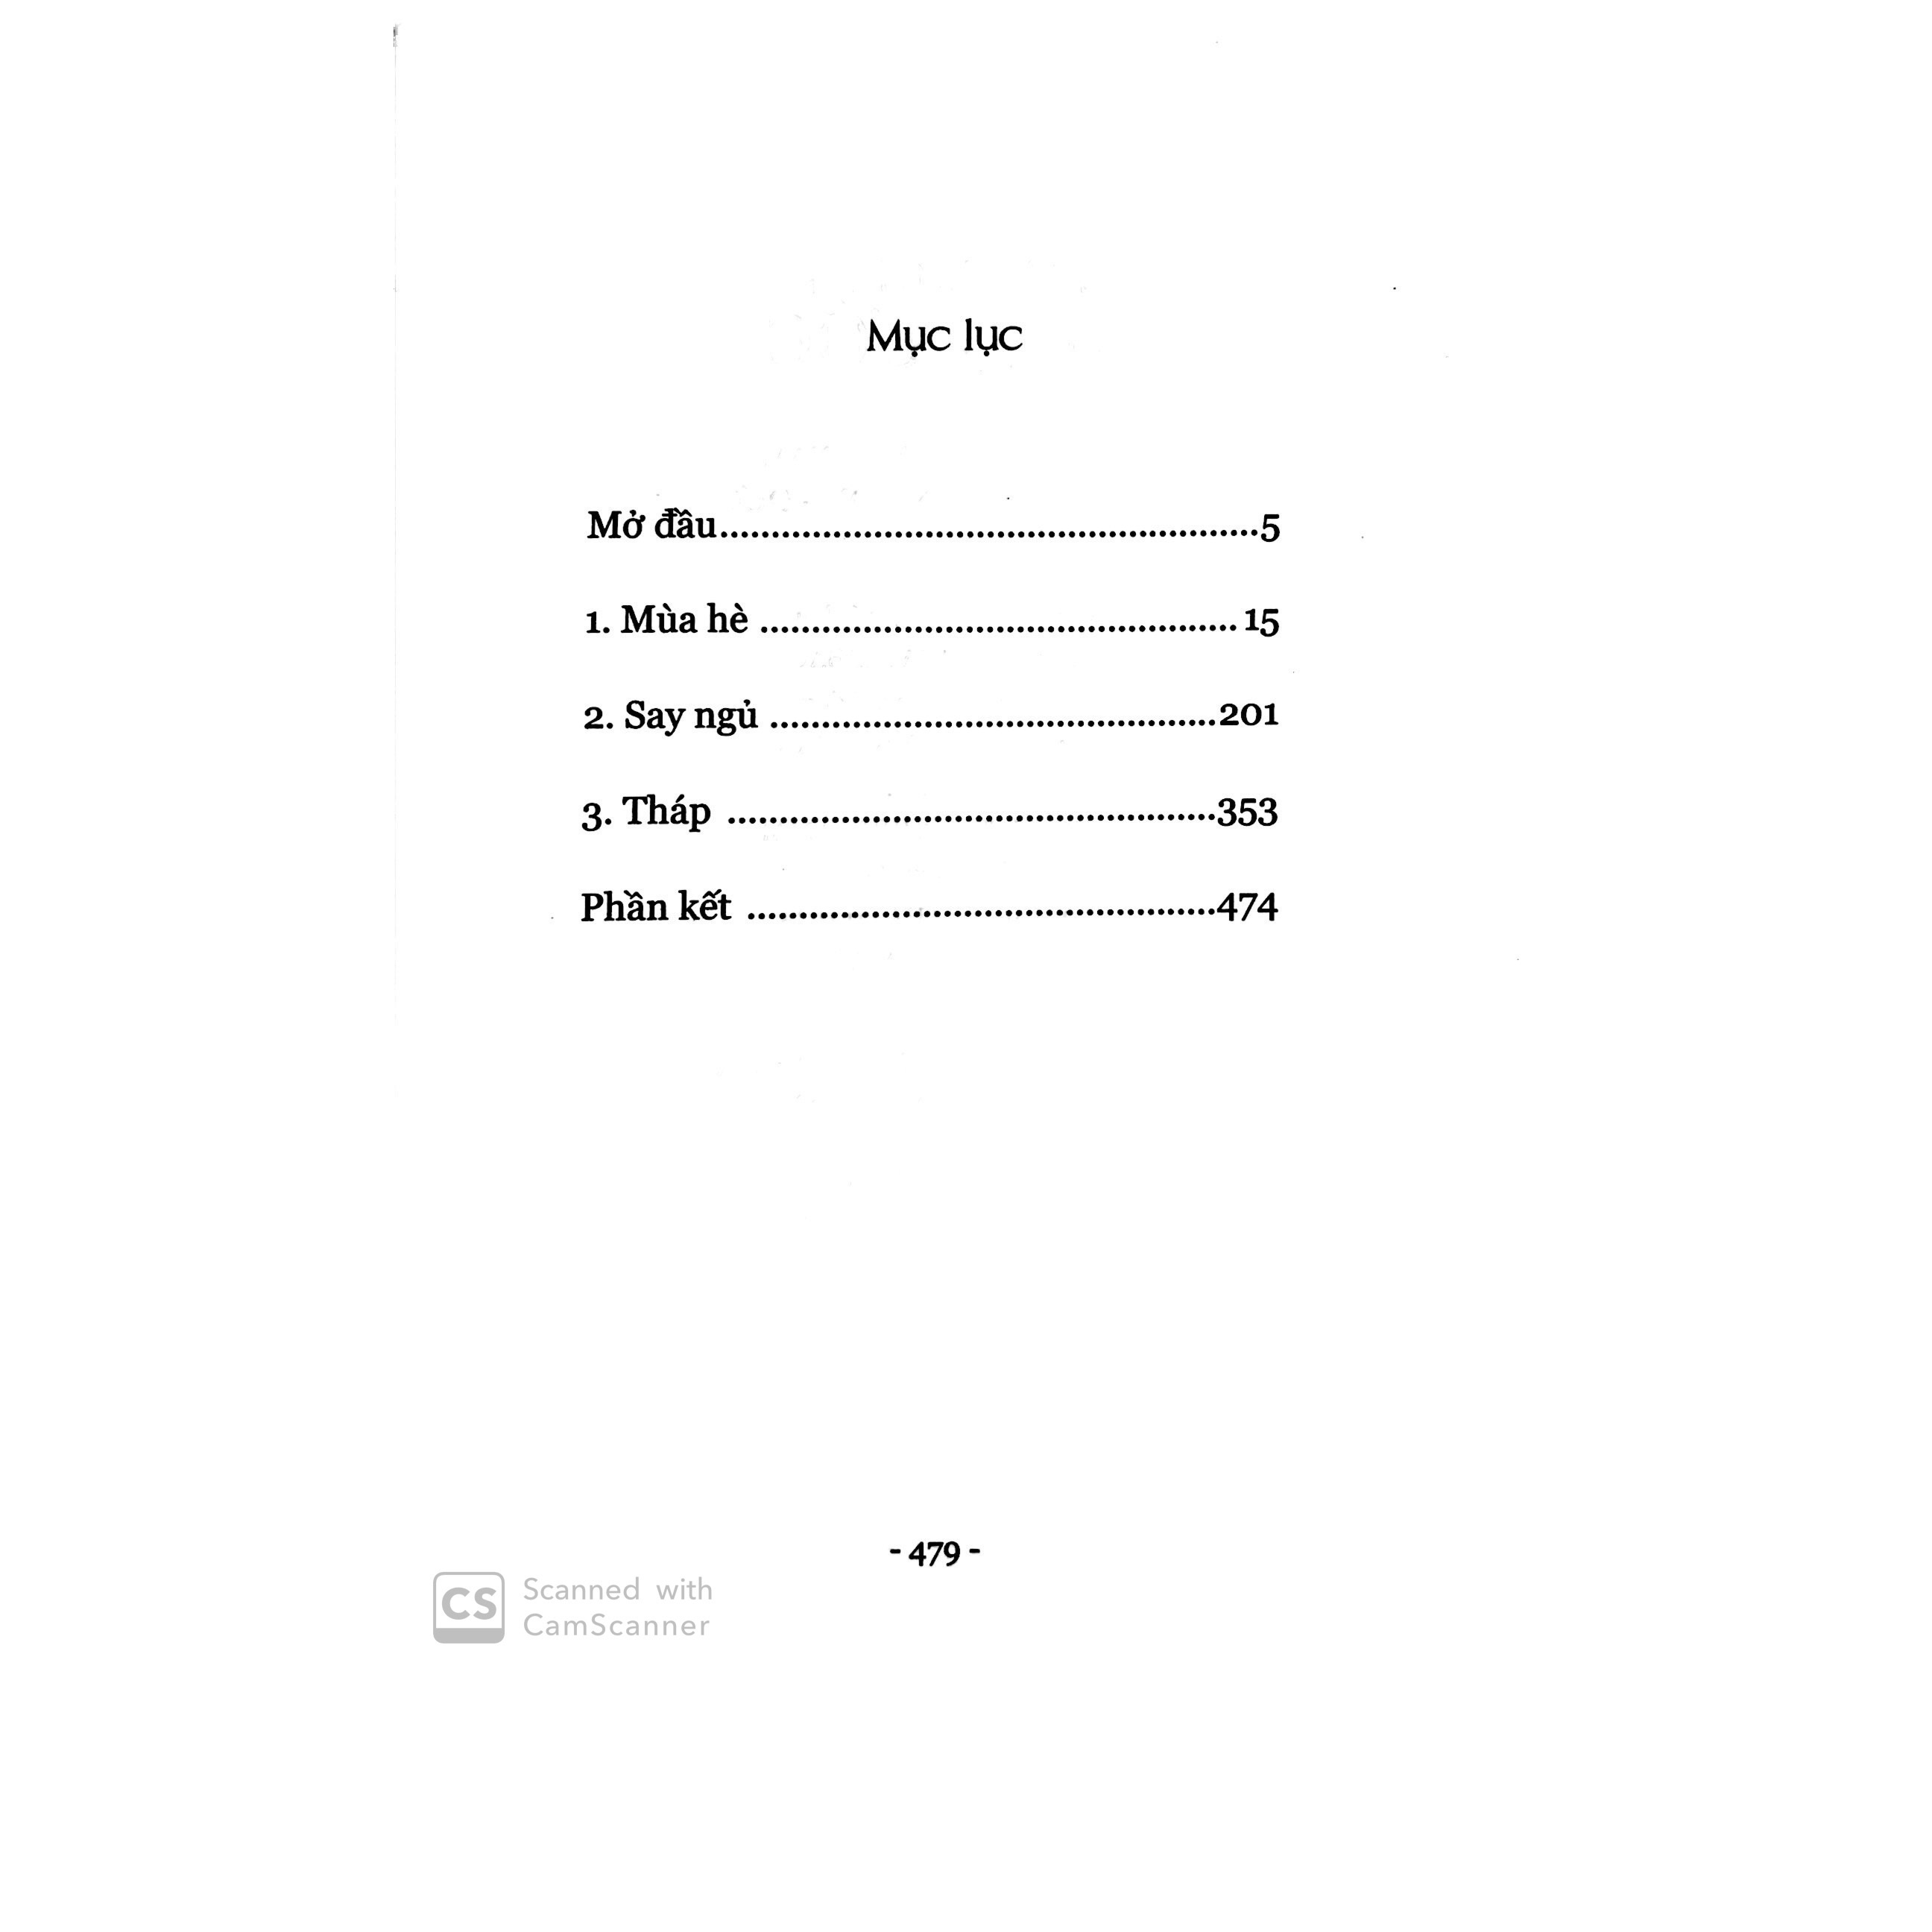 Mục lục
Mở đầu.....................................................5
1. Mùa hè ............................................... 15
2. Say ngủ ............................................201
3. Tháp ................................................353
Phần kết ..............................................474
- 479 -
CS Scanned with
CamScanner